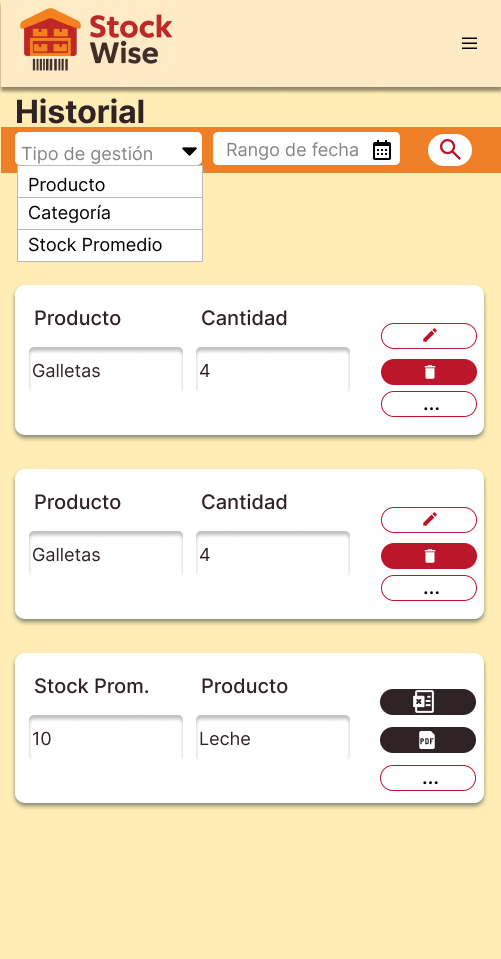 Stock
Wise
Historial
Tipo de gestión
Rango de fecha
Producto
Categoría
Stock Promedio
Producto
Cantidad
Galletas
4
...
Producto
Cantidad
Galletas
4
...
Stock Prom.
Producto
10
Leche
PDF
...